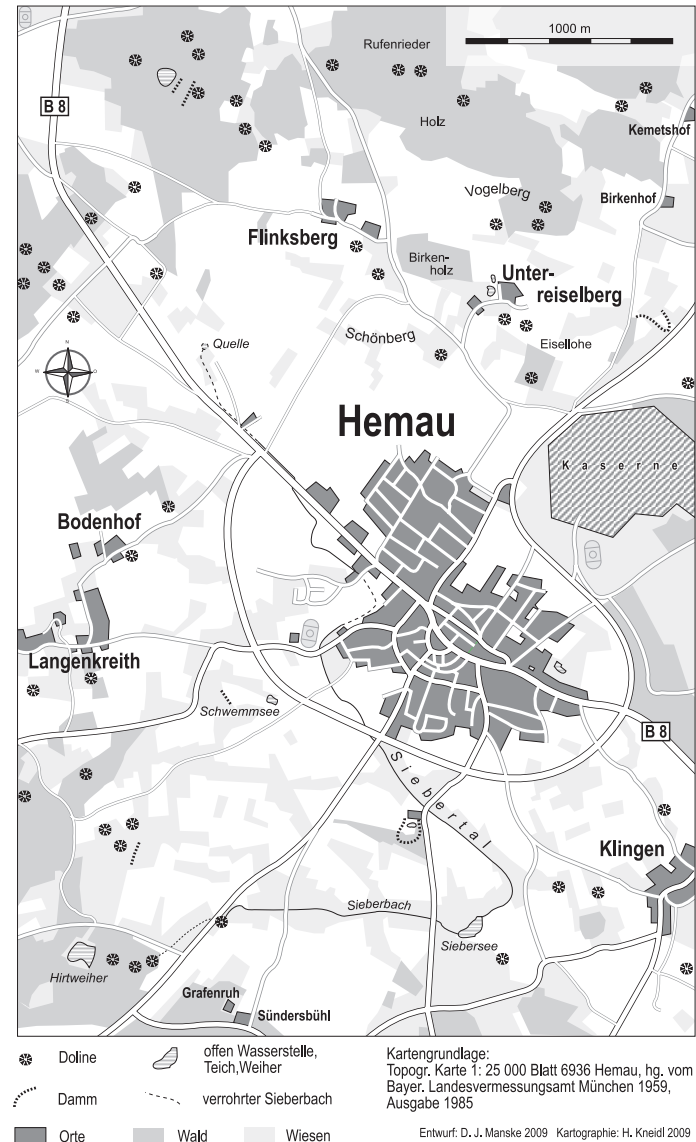 1000 m
Rufenrieder
B 8
Holz
Kemetshof
Vogelberg
Birkenhof
Flinksberg
Birken-
holz
Unter-
reiselberg
Quelle
Schönberg
Eisellohe
N
W
O
S
Hemau
Kaserne
Bodenhof
Langenkreith
Schwemmsee
B 8
Siebertal
Klingen
Sieberbach
Siebersee
Hirtweiher
Grafenruh
Sündersbühl
Doline
offen Wasserstelle,
Teich,Weiher
Damm
verrohrter Sieberbach
Orte
Wald
Wiesen
Kartengrundlage:
Topogr. Karte 1: 25 000 Blatt 6936 Hemau, hg. vom
Bayer. Landesvermessungsamt München 1959,
Ausgabe 1985
Entwurf: D. J. Manske 2009 Kartographie: H. Kneidl 2009